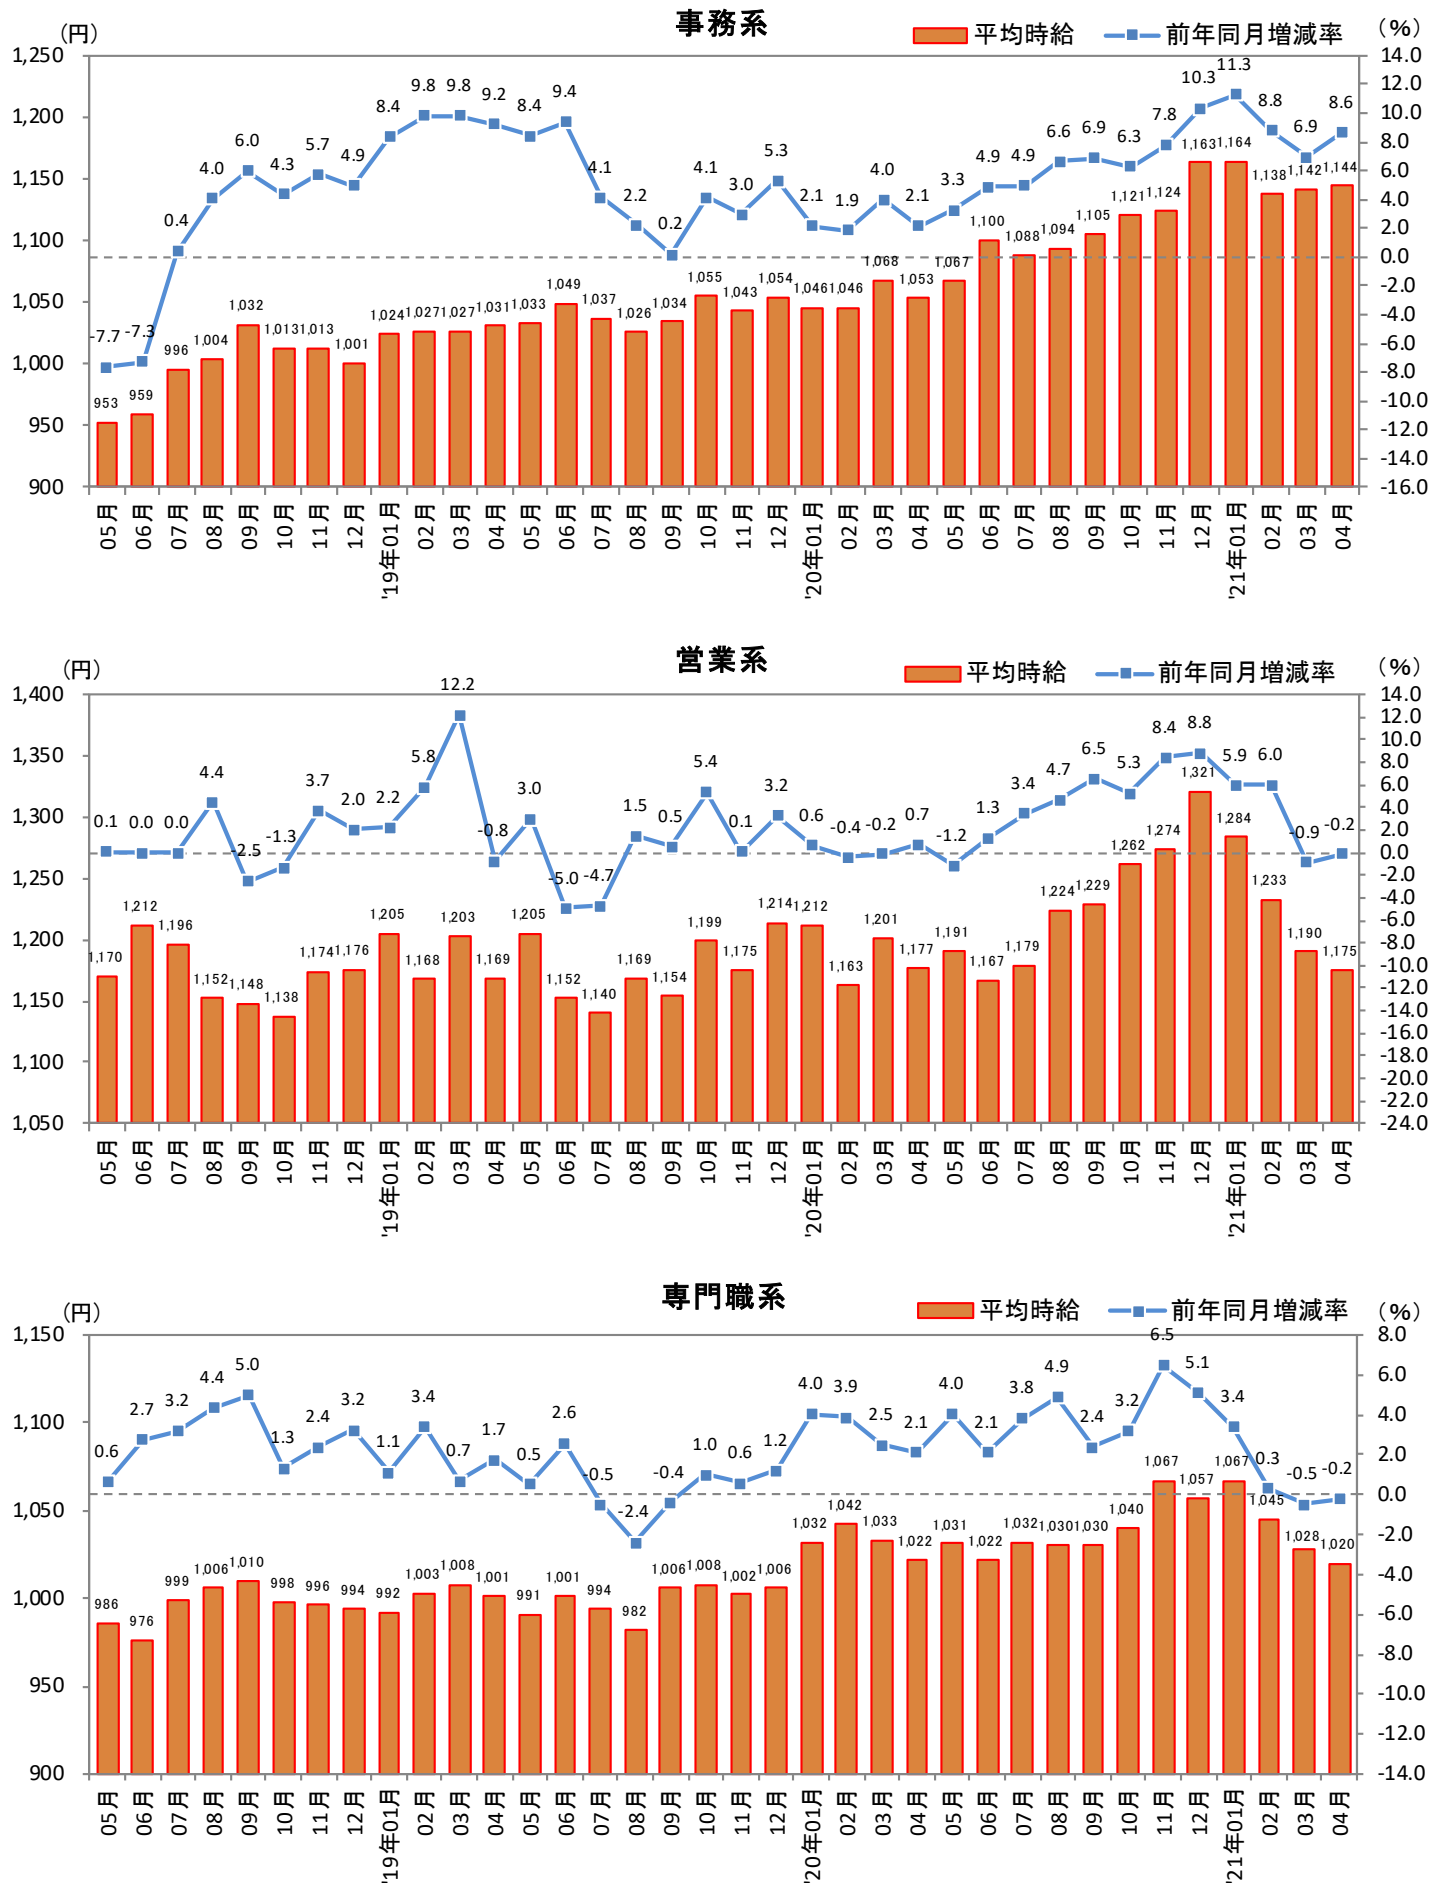 事務系
(円)
平均時給 前年同月増減率
(%)
1,250 1,200 1,150 1,100 1,050 1,000 950 900
14.0 12.0 10.0 8.0 6.0 4.0 2.0 0.0 -2.0 -4.0 -6.0 -8.0 -10.0 -12.0 -14.0 -16.0
-7.7 -7.3 0.4 4.0 6.0 4.3 5.7 4.9 8.4 9.8 9.8 9.2 8.4 9.4 4.1 2.2 0.2 4.1 3.0 5.3 2.1 1.9 4.0 2.1 3.3 4.9 4.9 6.6 6.9 6.3 7.8 10.3 11.3 8.8 6.9 8.6
953 959 996 1,004 1,032 1,013 1,013 1,001 1,024 1,027 1,027 1,031 1,033 1,049 1,037 1,026 1,034 1,055 1,043 1,054 1,046 1,046 1,068 1,053 1,067 1,100 1,088 1,094 1,105 1,121 1,124 1,163 1,164 1,138 1,142 1,144
05月 06月 07月 08月 09月 10月 11月 12月 '19年01月 02月 03月 04月 05月 06月 07月 08月 09月 10月 11月 12月 '20年01月 02月 03月 04月 05月 06月 07月 08月 09月 10月 11月 12月 '21年01月 02月 03月 04月
営業系
(円)
平均時給 前年同月増減率
(%)
1,400 1,350 1,300 1,250 1,200 1,150 1,100 1,050
14.0 12.0 10.0 8.0 6.0 4.0 2.0 0.0 -2.0 -4.0 -6.0 -8.0 -10.0 -12.0 -14.0 -16.0 -18.0 -20.0 -22.0 -24.0
0.1 0.0 0.0 4.4 -2.5 -1.3 3.7 2.0 2.2 5.8 12.2 -0.8 3.0 -5.0 -4.7 1.5 0.5 5.4 0.1 3.2 0.6 -0.4 -0.2 0.7 -1.2 1.3 3.4 4.7 6.5 5.3 8.4 8.8 5.9 6.0 -0.9 -0.2
1,170 1,212 1,196 1,152 1,148 1,138 1,174 1,176 1,205 1,168 1,203 1,169 1,205 1,152 1,140 1,169 1,154 1,199 1,175 1,214 1,212 1,163 1,201 1,177 1,191 1,167 1,179 1,224 1,229 1,262 1,274 1,321 1,284 1,233 1,190 1,175
05月 06月 07月 08月 09月 10月 11月 12月 '19年01月 02月 03月 04月 05月 06月 07月 08月 09月 10月 11月 12月 '20年01月 02月 03月 04月 05月 06月 07月 08月 09月 10月 11月 12月 '21年01月 02月 03月 04月
専門職系
(円)
平均時給 前年同月増減率
(%)
1,150 1,100 1,050 1,000 950 900
8.0 6.0 4.0 2.0 0.0 -2.0 -4.0 -6.0 -8.0 -10.0 -12.0 -14.0
0.6 2.7 3.2 4.4 5.0 1.3 2.4 3.2 1.1 3.4 0.7 1.7 0.5 2.6 -0.5 -2.4 -0.4 1.0 0.6 1.2 4.0 3.9 2.5 2.1 4.0 2.1 3.8 4.9 2.4 3.2 6.5 5.1 3.4 0.3 -0.5 -0.2
986 976 999 1,006 1,010 998 996 994 992 1,003 1,008 1,001 991 1,001 994 982 1,006 1,008 1,002 1,006 1,032 1,042 1,033 1,022 1,031 1,022 1,032 1,030 1,030 1,040 1,067 1,057 1,067 1,045 1,028 1,020
05月 06月 07月 08月 09月 10月 11月 12月 '19年01月 02月 03月 04月 05月 06月 07月 08月 09月 10月 11月 12月 '20年01月 02月 03月 04月 05月 06月 07月 08月 09月 10月 11月 12月 '21年01月 02月 03月 04月